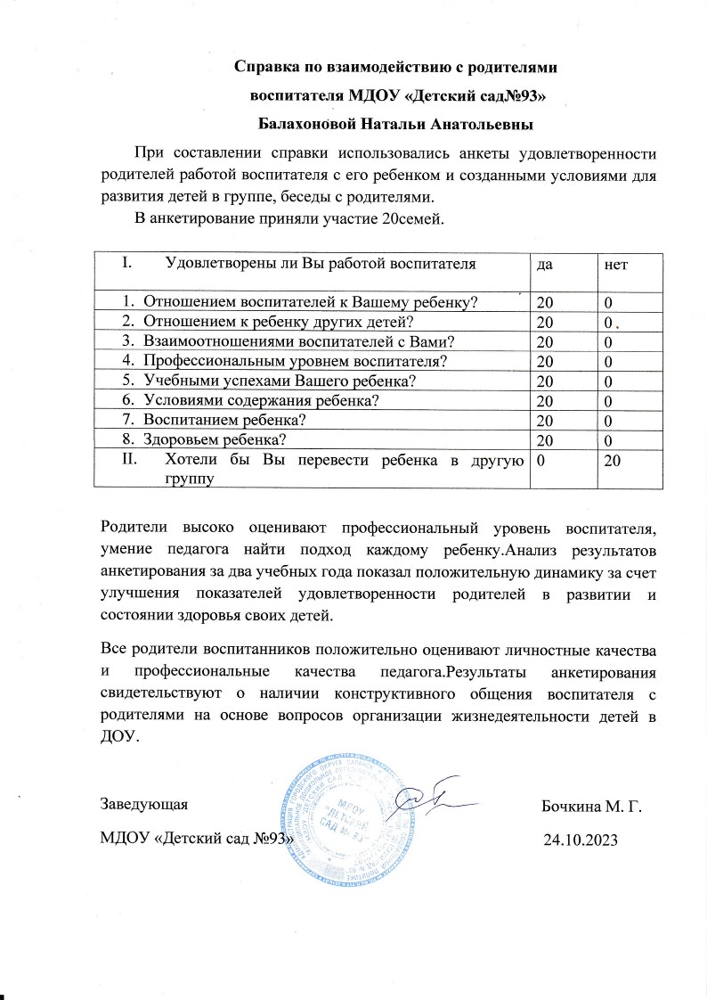 Справка по взаимодействию с родителями
воспитателя МДОУ «Детский сад№93»
Балахоновой Натальи Анатольевны
При составлении справки использовались анкеты удовлетворенности
родителей работой воспитателя с его ребенком и созданными условиями для
развития детей в группе, беседы с родителями.
В анкетирование приняли участие 20семей.
I. Удовлетворены ли Вы работой воспитателя да нет
1. Отношением воспитателей к Вашему ребенку? 20 0
2. Отношением к ребенку других детей? 20 0
3. Взаимоотношениями воспитателей с Вами? 20 0
4. Профессиональным уровнем воспитателя? 20 0
5. Учебными успехами Вашего ребенка? 20 0
6. Условиями содержания ребенка? 20 0
7. Воспитанием ребенка? 20 0
8. Здоровьем ребенка? 20 0
II. Хотели бы Вы перевести ребенка в другую 0 20
группу
Родители высоко оценивают профессиональный уровень воспитателя,
умение педагога найти подход каждому ребенку.Анализ результатов
анкетирования за два учебных года показал положительную динамику за счет
улучшения показателей удовлетворенности родителей в развитии и
состоянии здоровья своих детей.
Все родители воспитанников положительно оценивают личностные качества
и профессиональные качества педагога.Результаты анкетирования
свидетельствуют о наличии конструктивного общения воспитателя с
родителями на основе вопросов организации жизнедеятельности детей в
ДОУ.
Заведующая Бочкина М. Г.
МДОУ «Детский сад №93» 24.10.2023
МДОУ
"ДЕТСКИЙ
САД № 93"